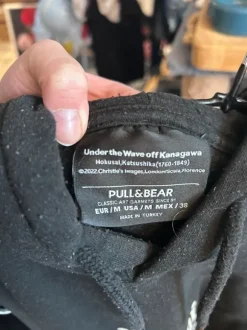 Under the Wave off Kanagawa
Hokusai,Katsushika(1760-1849)
©2022.Christie's Images,London/Scala,Florence
PULL&BEAR
CLASSIC ART GARMETS SINCE 91
EUR/M USA/M MEX/38
MADE IN TURKEY